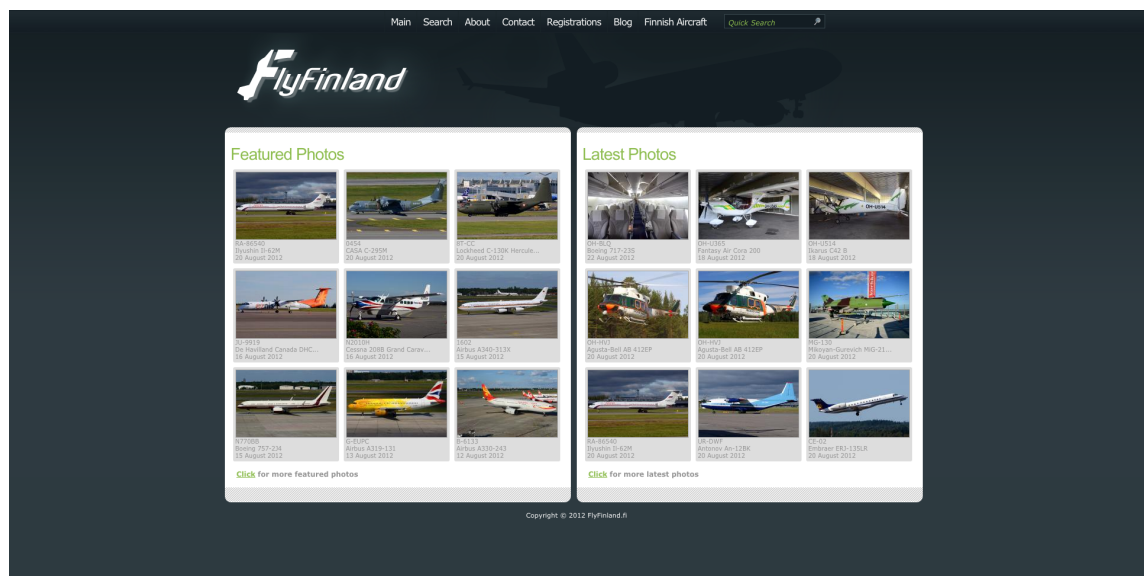 Main Search About Contact Registrations Blog Finnish Aircraft Quick Search
FlyFinland
Featured Photos
RA-86540
Ilyushin Il-62M
20 August 2012
0454
CASA C-295M
20 August 2012
8T-CC
Lockheed C-130K Hercule...
20 August 2012
JU-9919
De Havilland Canada DHC...
16 August 2012
N2010H
Cessna 208B Grand Carav...
16 August 2012
1602
Airbus A340-313X
15 August 2012
N770BB
Boeing 757-2J4
15 August 2012
G-EUPC
Airbus A319-131
13 August 2012
B-6133
Airbus A330-243
12 August 2012
Click for more featured photos
Latest Photos
OH-BLQ
Boeing 717-23S
22 August 2012
OH-U365
Fantasy Air Cora 200
18 August 2012
OH-U514
Ikarus C42 B
18 August 2012
OH-HVJ
Agusta-Bell AB 412EP
20 August 2012
OH-HVJ
Agusta-Bell AB 412EP
20 August 2012
MG-130
Mikoyan-Gurevich MiG-21...
20 August 2012
RA-86540
Ilyushin Il-62M
20 August 2012
UR-DWF
Antonov An-12BK
20 August 2012
CE-02
Embraer ERJ-135LR
20 August 2012
Click for more latest photos
Copyright © 2012 FlyFinland.fi